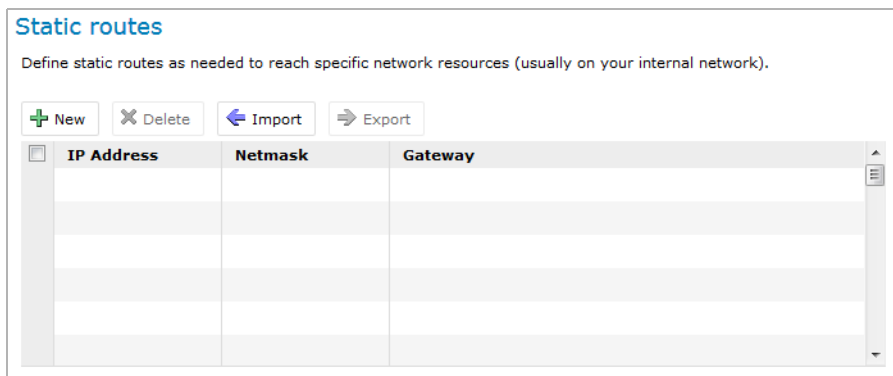 Static routes
Define static routes as needed to reach specific network resources (usually on your internal network).
New Delete Import Export
IP Address Netmask Gateway